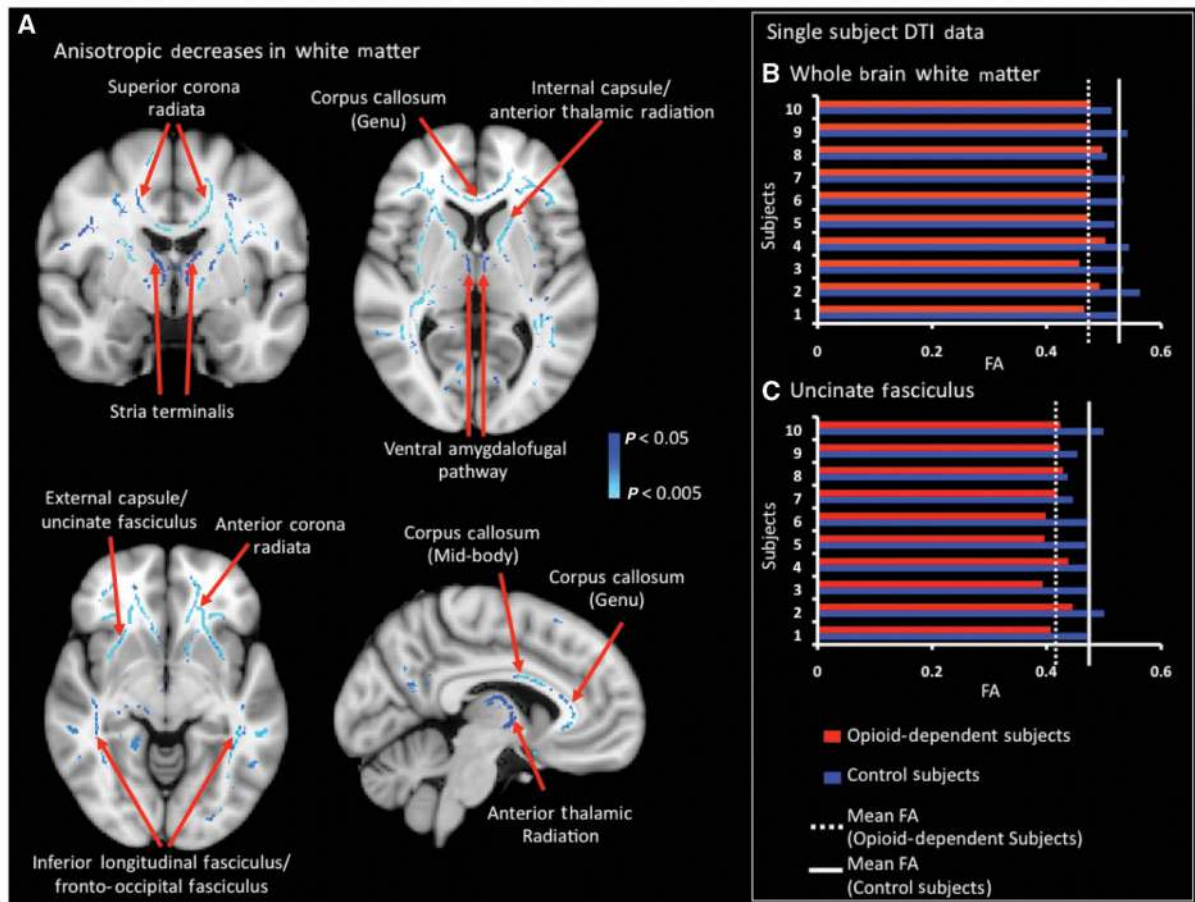 A
Anisotropic decreases in white matter
Superior corona
radiata
Corpus callosum
(Genu)
Internal capsule/
anterior thalamic radiation
Stria terminalis
Ventral amygdalofugal
pathway
P < 0.05
P < 0.005
External capsule/
uncinate fasciculus
Anterior corona
radiata
Corpus callosum
(Mid-body)
Corpus callosum
(Genu)
Anterior thalamic
Radiation
Inferior longitudinal fasciculus/
fronto-occipital fasciculus
Single subject DTI data
B Whole brain white matter
Subjects
10
9
8
7
6
5
4
3
2
1
0 0.2 0.4 0.6
FA
C Uncinate fasciculus
Subjects
10
9
8
7
6
5
4
3
2
1
0 0.2 0.4 0.6
FA
Opioid-dependent subjects
Control subjects
Mean FA
(Opioid-dependent Subjects)
Mean FA
(Control subjects)